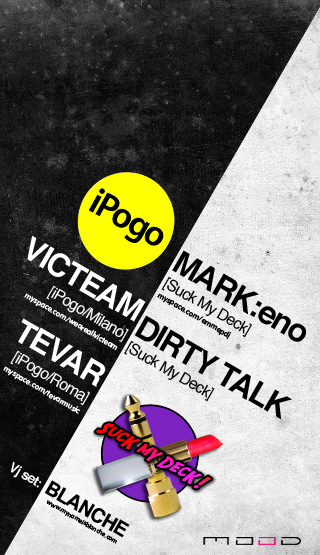 iPogo
VICTEAM
[iPogo/Milano]
myspace.com/weareallvicteam
TEVAR
[iPogo/Roma]
myspace.com/tevarmusic
MARK:eno
[Suck My Deck]
myspace.com/emmapdj
DIRTY TALK
[Suck My Deck]
SUCK MY DECK!
Vj set: BLANCHE
MOOD